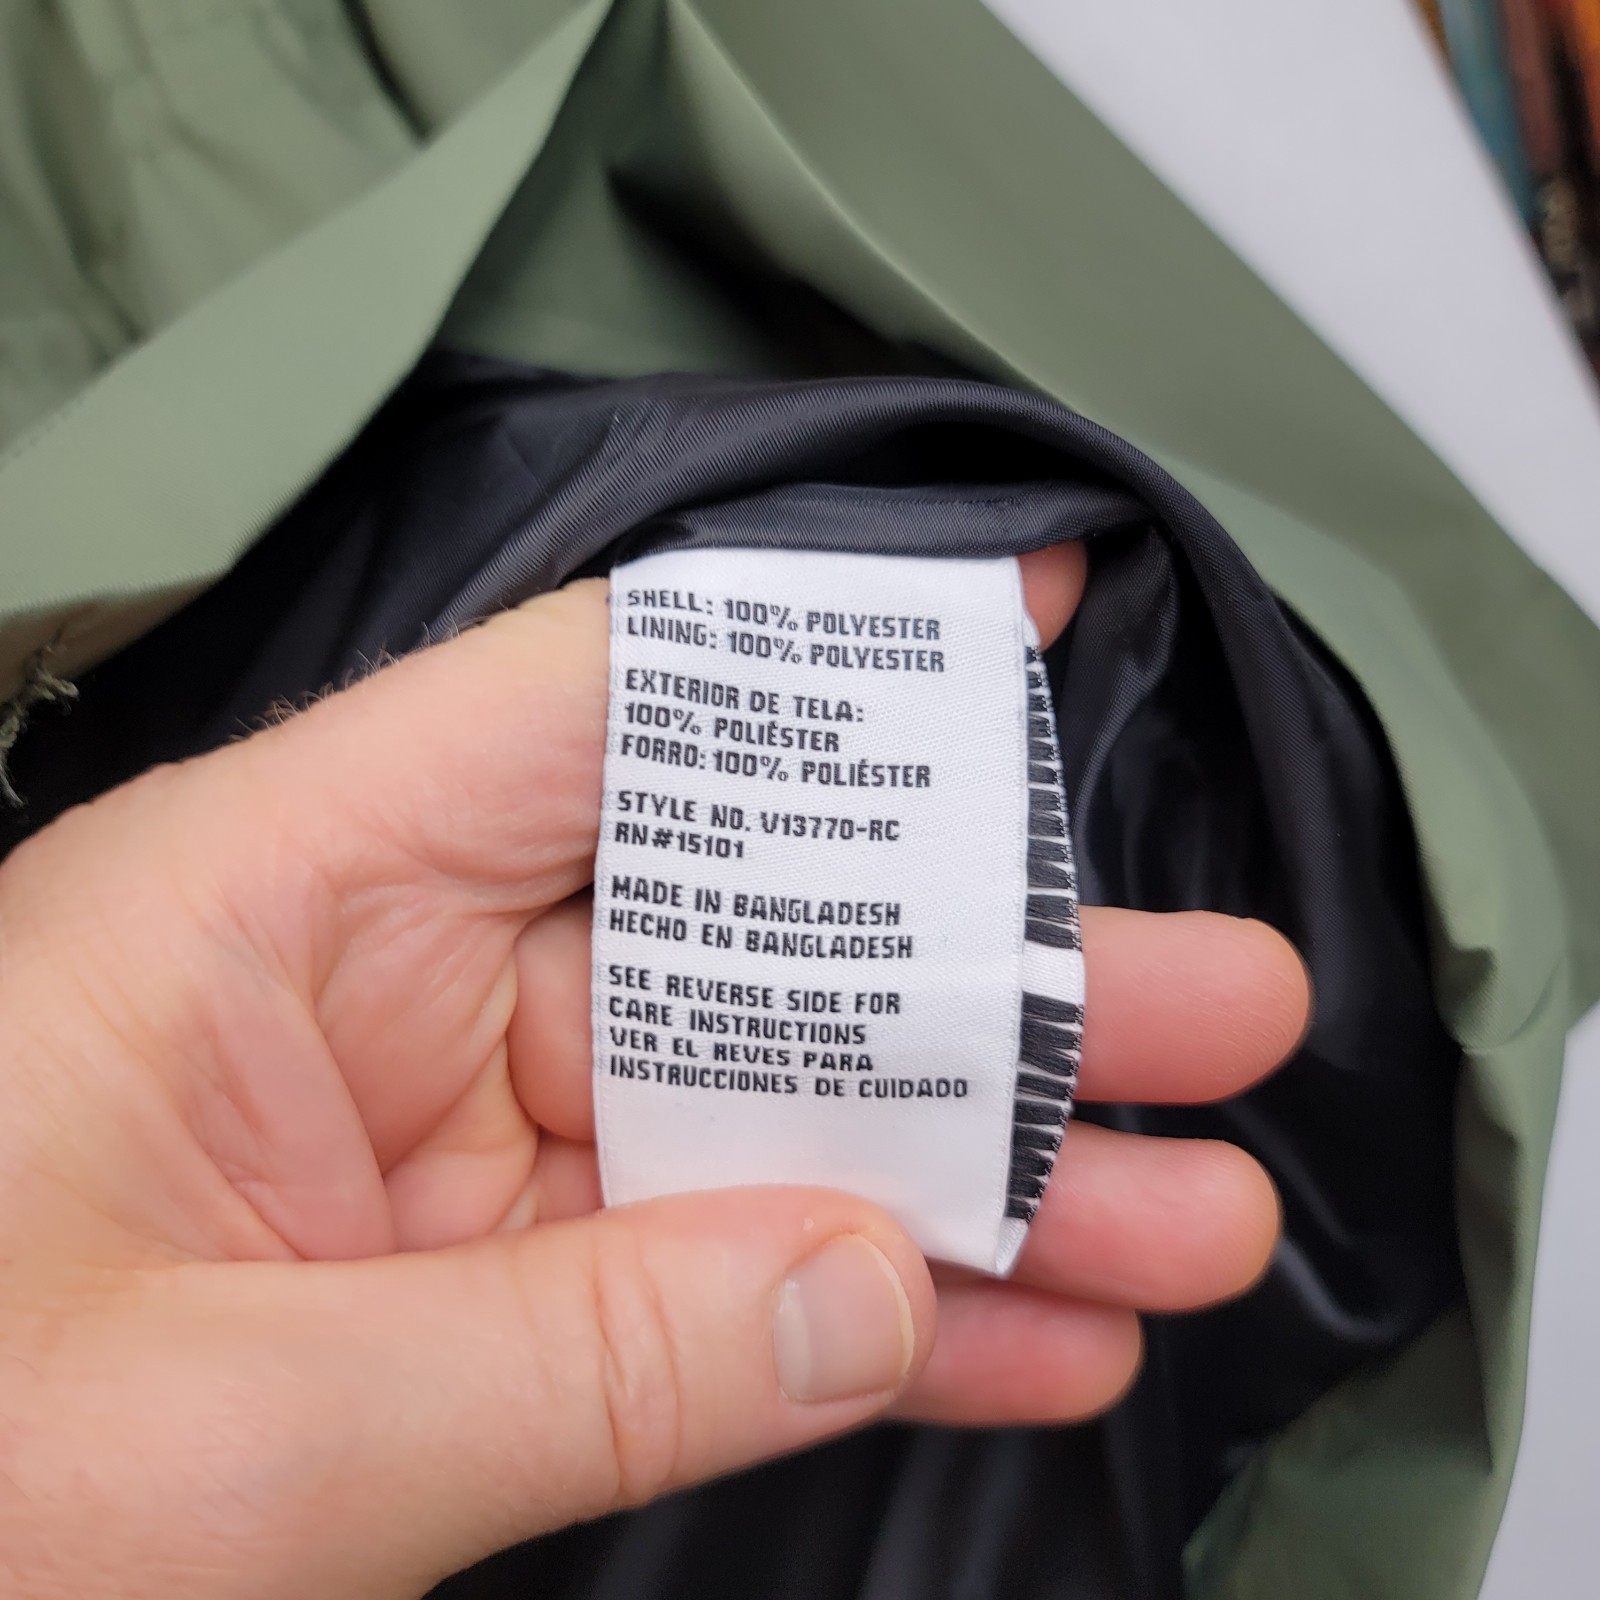 SHELL: 100% POLYESTER
LINING: 100% POLYESTER
EXTERIOR DE TELA:
100% POLIÉSTER
FORRO: 100% POLIÉSTER
STYLE NO. V13770-RC
RN#15101
MADE IN BANGLADESH
HECHO EN BANGLADESH
SEE REVERSE SIDE FOR
CARE INSTRUCTIONS
VER EL REVES PARA
INSTRUCCIONES DE CUIDADO